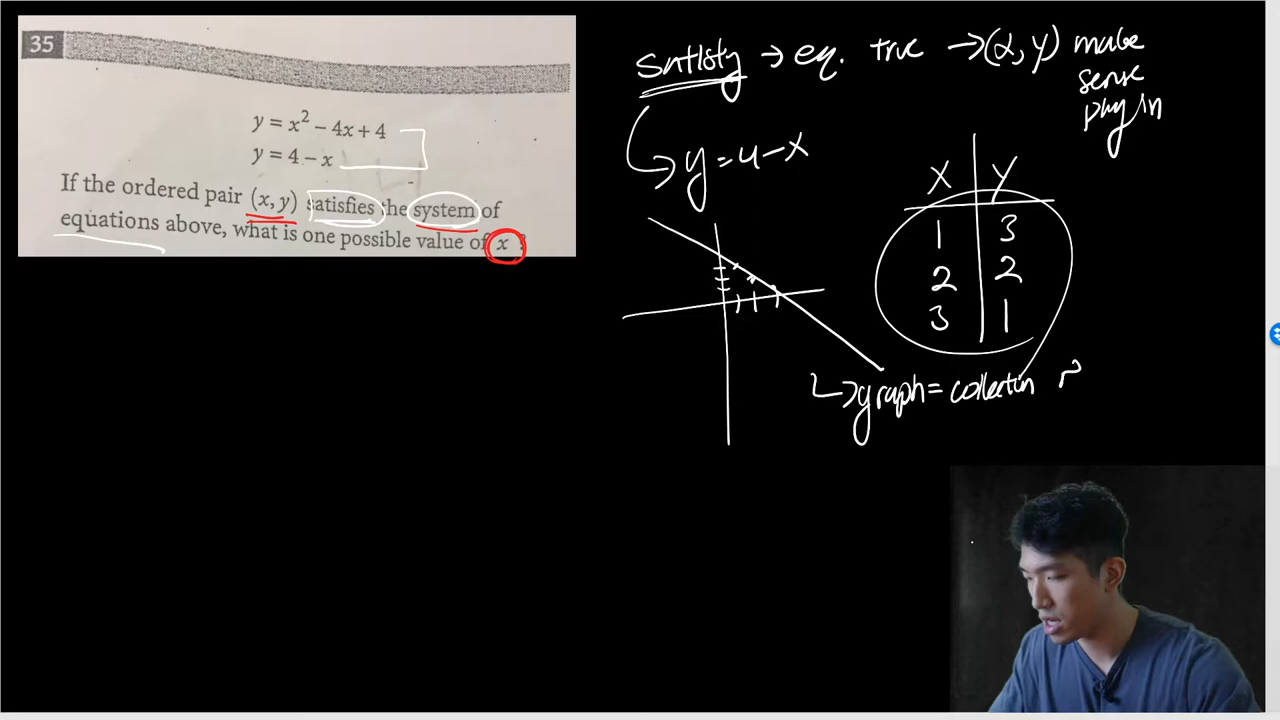 35
y = x² − 4x + 4
y = 4 − x
If the ordered pair (x, y) satisfies the system of
equations above, what is one possible value of x ?
satisfy → eq. true → (x, y) make
sense
plug in
↳ y = 4 − x
X Y
1 3
2 2
3 1
↳ graph = collection